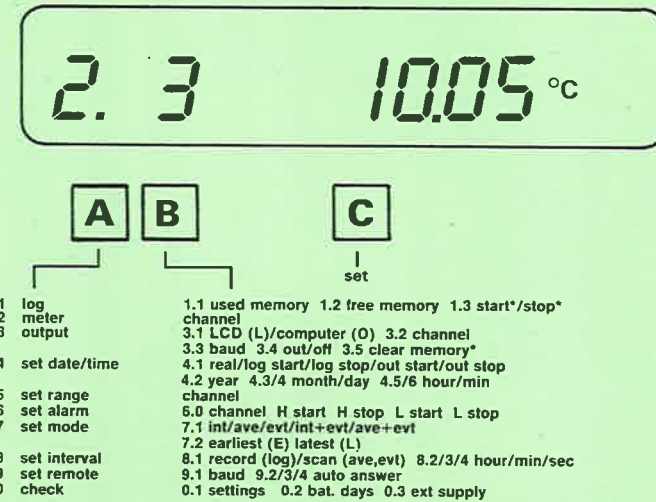 2. 3 10.05 °C
A B C
set
1 log 1.1 used memory 1.2 free memory 1.3 start*/stop*
2 meter channel
3 output 3.1 LCD (L)/computer (O) 3.2 channel
3.3 baud 3.4 out/off 3.5 clear memory*
4 set date/time 4.1 real/log start/log stop/out start/out stop
4.2 year 4.3/4 month/day 4.5/6 hour/min
5 set range channel
6 set alarm 6.0 channel H start H stop L start L stop
7 set mode 7.1 int/ave/evt/int+evt/ave+evt
7.2 earliest (E) latest (L)
8 set interval 8.1 record (log)/scan (ave,evt) 8.2/3/4 hour/min/sec
9 set remote 9.1 baud 9.2/3/4 auto answer
0 check 0.1 settings 0.2 bat. days 0.3 ext supply